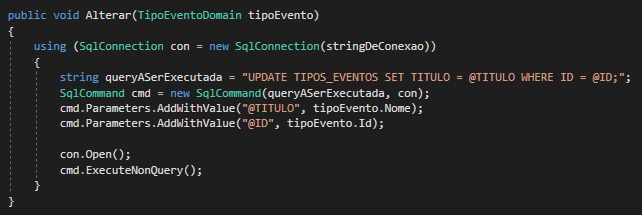 public void Alterar(TipoEventoDomain tipoEvento)
{
using (SqlConnection con = new SqlConnection(stringDeConexao))
{
string queryASerExecutada = "UPDATE TIPOS_EVENTOS SET TITULO = @TITULO WHERE ID = @ID;";
SqlCommand cmd = new SqlCommand(queryASerExecutada, con);
cmd.Parameters.AddWithValue("@TITULO", tipoEvento.Nome);
cmd.Parameters.AddWithValue("@ID", tipoEvento.Id);
con.Open();
cmd.ExecuteNonQuery();
}
}